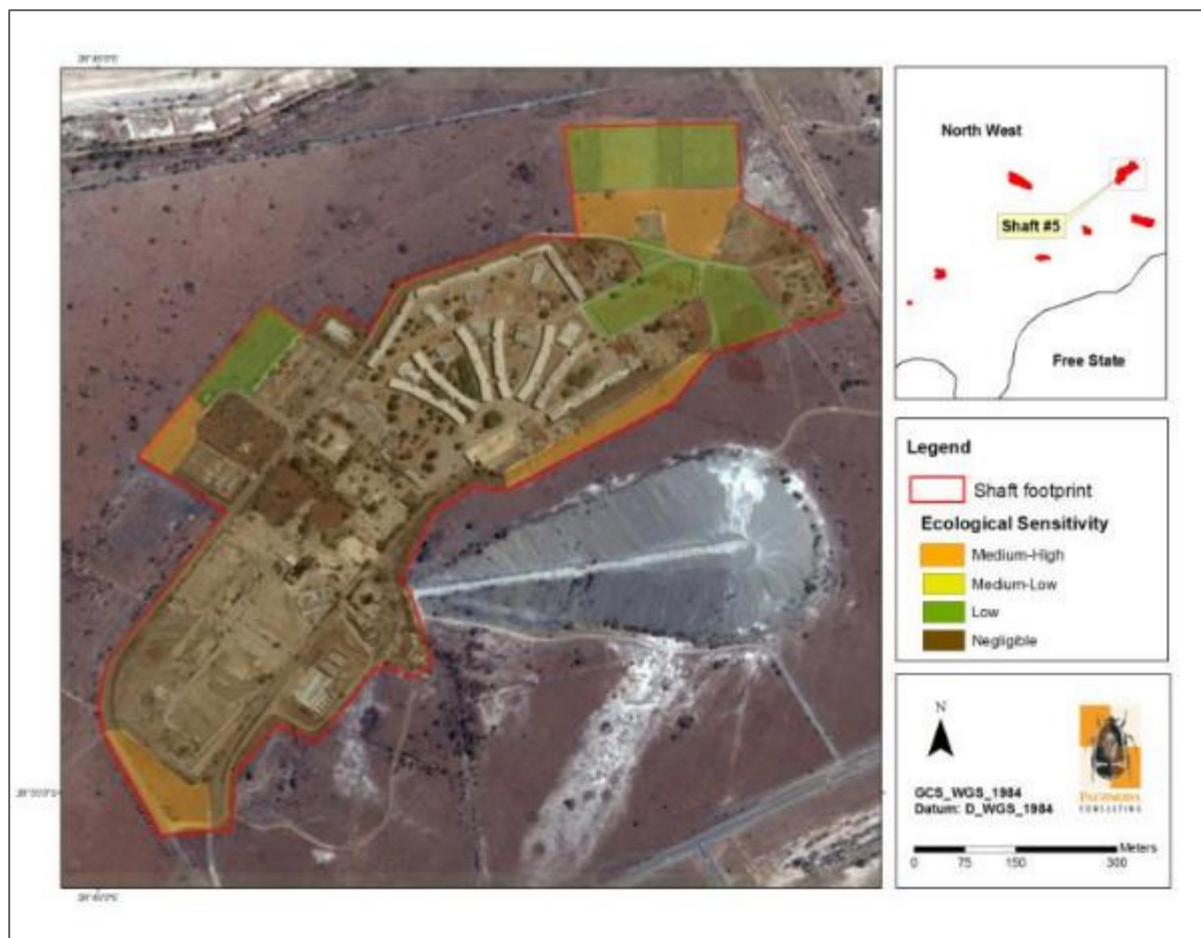 North West
Shaft #5
Free State
Legend
Shaft footprint
Ecological Sensitivity
Medium-High
Medium-Low
Low
Negligible
N
GCS_WGS_1984
Datum: D_WGS_1984
CONSULTING
Meters
0 75 150 300